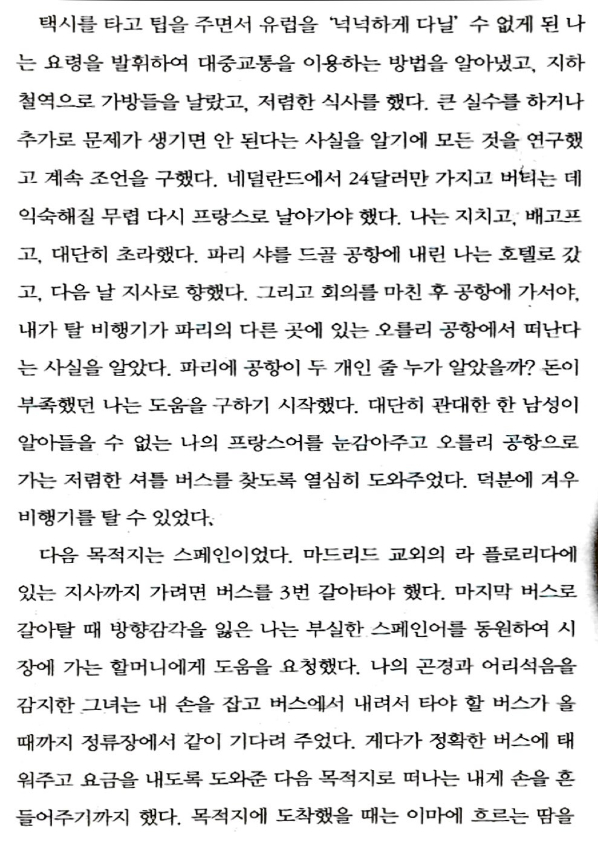 택시를 타고 팁을 주면서 유럽을 ‘넉넉하게 다닐’ 수 없게 된 나
는 요령을 발휘하여 대중교통을 이용하는 방법을 알아냈고, 지하
철역으로 가방들을 날랐고, 저렴한 식사를 했다. 큰 실수를 하거나
추가로 문제가 생기면 안 된다는 사실을 알기에 모든 것을 연구했
고 계속 조언을 구했다. 네덜란드에서 24달러만 가지고 버티는 데
익숙해질 무렵 다시 프랑스로 날아가야 했다. 나는 지치고, 배고프
고, 대단히 초라했다. 파리 샤를 드골 공항에 내린 나는 호텔로 갔
고, 다음 날 지사로 향했다. 그리고 회의를 마친 후 공항에 가서야,
내가 탈 비행기가 파리의 다른 곳에 있는 오를리 공항에서 떠난다
는 사실을 알았다. 파리에 공항이 두 개인 줄 누가 알았을까? 돈이
부족했던 나는 도움을 구하기 시작했다. 대단히 관대한 한 남성이
알아들을 수 없는 나의 프랑스어를 눈감아주고 오를리 공항으로
가는 저렴한 셔틀 버스를 찾도록 열심히 도와주었다. 덕분에 겨우
비행기를 탈 수 있었다.
다음 목적지는 스페인이었다. 마드리드 교외의 라 플로리다에
있는 지사까지 가려면 버스를 3번 갈아타야 했다. 마지막 버스로
갈아탈 때 방향감각을 잃은 나는 부실한 스페인어를 동원하여 시
장에 가는 할머니에게 도움을 요청했다. 나의 곤경과 어리석음을
감지한 그녀는 내 손을 잡고 버스에서 내려서 타야 할 버스가 올
때까지 정류장에서 같이 기다려 주었다. 게다가 정확한 버스에 태
워주고 요금을 내도록 도와준 다음 목적지로 떠나는 내게 손을 흔
들어주기까지 했다. 목적지에 도착했을 때는 이마에 흐르는 땀을